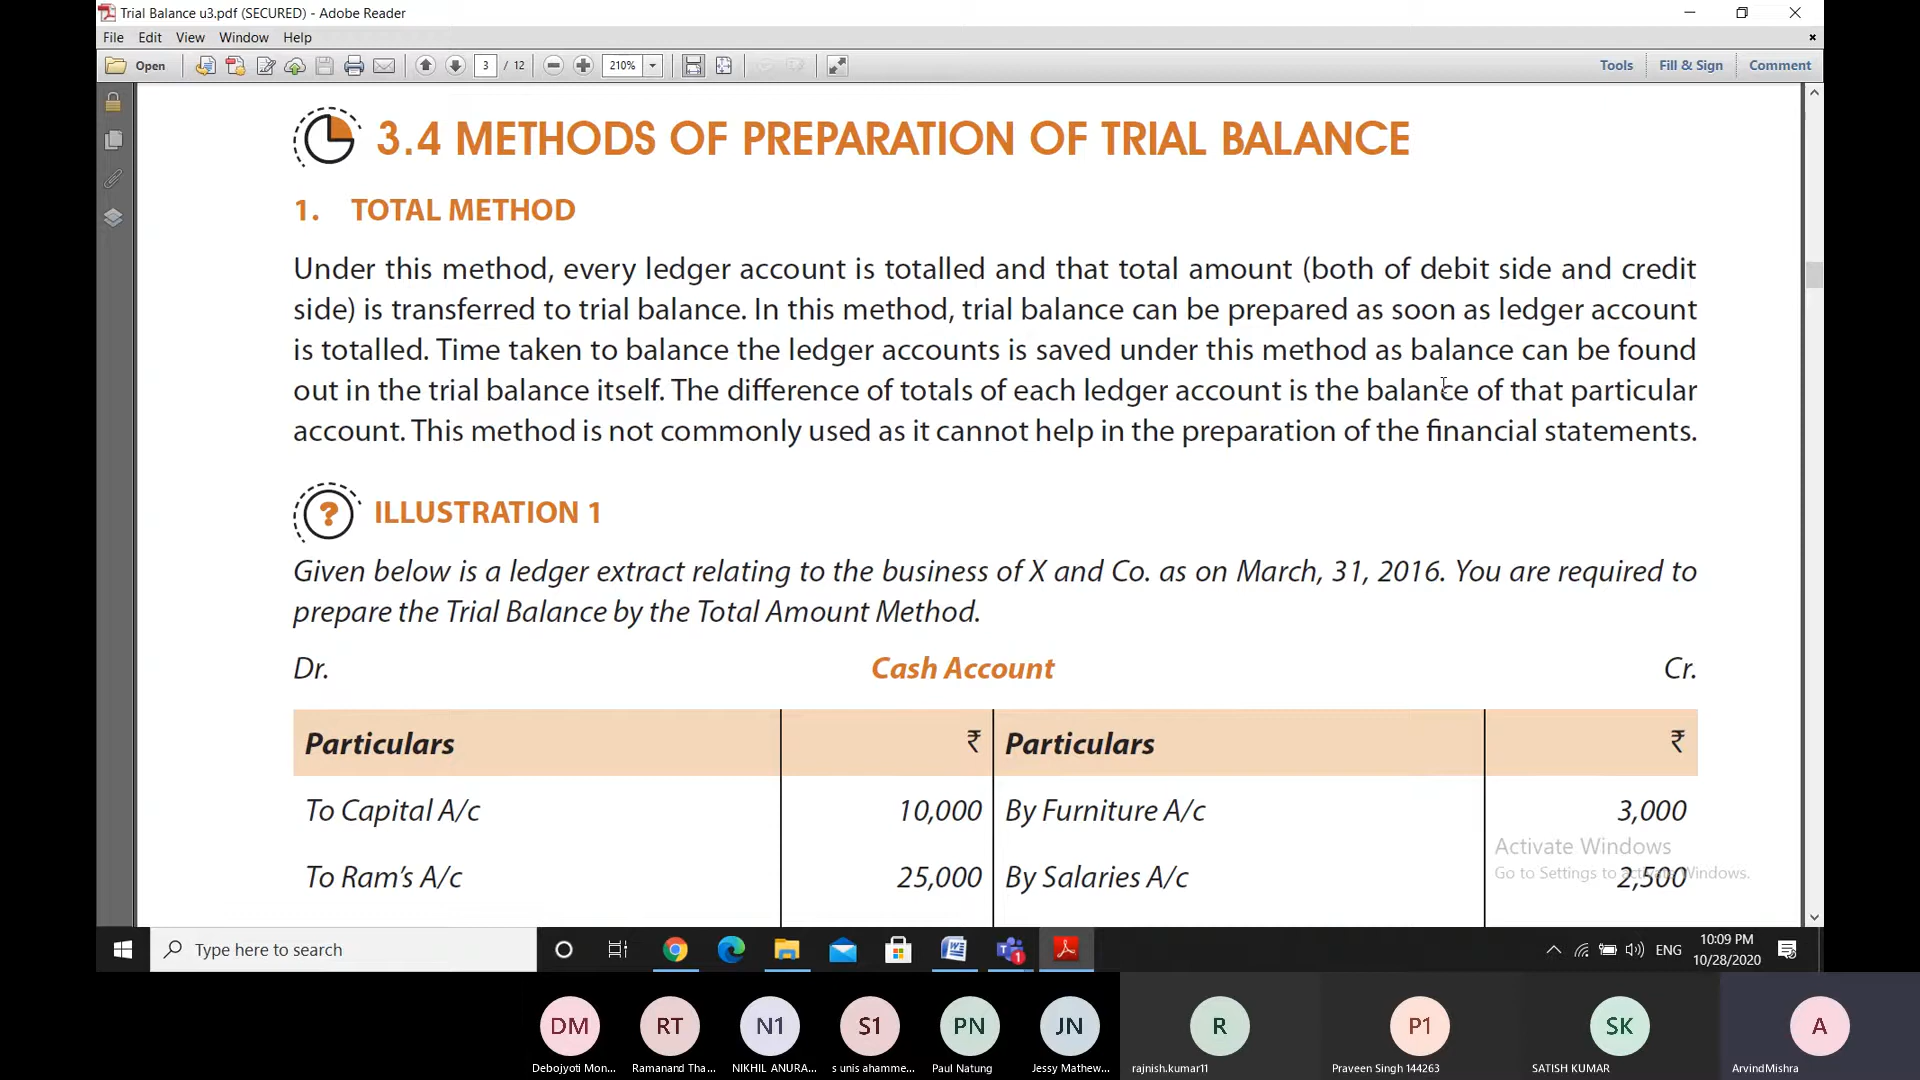 Trial Balance u3.pdf (SECURED) - Adobe Reader
File Edit View Window Help
Open 3 / 12 210% Tools Fill & Sign Comment
3.4 METHODS OF PREPARATION OF TRIAL BALANCE
1. TOTAL METHOD
Under this method, every ledger account is totalled and that total amount (both of debit side and credit
side) is transferred to trial balance. In this method, trial balance can be prepared as soon as ledger account
is totalled. Time taken to balance the ledger accounts is saved under this method as balance can be found
out in the trial balance itself. The difference of totals of each ledger account is the balance of that particular
account. This method is not commonly used as it cannot help in the preparation of the financial statements.
? ILLUSTRATION 1
Given below is a ledger extract relating to the business of X and Co. as on March, 31, 2016. You are required to
prepare the Trial Balance by the Total Amount Method.
Dr. Cash Account Cr.
Particulars ₹ Particulars ₹
To Capital A/c 10,000 By Furniture A/c 3,000
Activate Windows
To Ram's A/c 25,000 By Salaries A/c 2,500
Go to Settings to activate Windows.
Type here to search ENG 10:09 PM
10/28/2020
DM RT N1 S1 PN JN R P1 SK A
Debojyoti Mon... Ramanand Tha... NIKHIL ANURA... s unis ahamme... Paul Natung Jessy Mathew... rajnish.kumar11 Praveen Singh 144263 SATISH KUMAR ArvindMishra